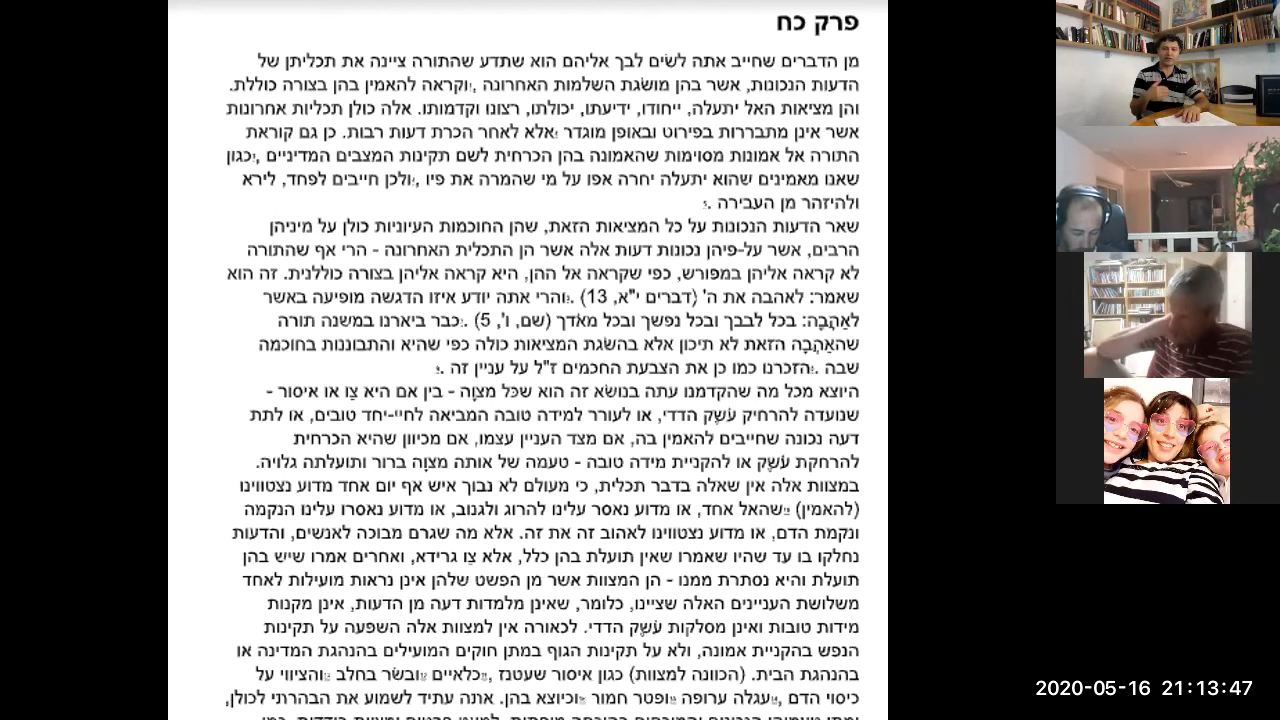 פרק כח
מן הדברים שחייב אתה לשׂים לבך אליהם הוא שתדע שהתורה ציינה את תכליתן של
הדעות הנכונות, אשר בהן מושׂגת השלמות האחרונה ,וקראה להאמין בהן בצורה כוללת.
והן מציאות האל יתעלה, ייחודו, ידיעתו, יכולתו, רצונו וקדמותו. אלה כולן תכליות אחרונות
אשר אינן מתבררות בפירוט ובאופן מוגדר אלא לאחר הכרת דעות רבות. כן גם קוראת
התורה אל אמונות מסוימות שהאמונה בהן הכרחית לשם תקינות המצבים המדיניים ,כגון
שאנו מאמינים שהוא יתעלה יחרה אפו על מי שהמרה את פיו ,ולכן חייבים לפחד, לירא
ולהיזהר מן העבירה .
שאר הדעות הנכונות על כל המציאות הזאת, שהן החוכמות העיוניות כולן על מיניהן
הרבים, אשר על-פיהן נכונות דעות אלה אשר הן התכלית האחרונה - הרי אף שהתורה
לא קראה אליהן במפורש, כפי שקראה אל ההן, היא קראה אליהן בצורה כוללנית. זה הוא
שאמר: לאהבה את ה' (דברים י"א, 13) .והרי אתה יודע איזו הדגשה מופיעה באשר
לאַהֲבָה: בכל לבבך ובכל נפשך ובכל מאֹדך (שם, ו', 5) .כבר ביארנו במשנה תורה
שהאַהֲבָה הזאת לא תיכון אלא בהשׂגת המציאות כולה כפי שהיא והתבוננות בחוכמה
שבה .הזכרנו כמו כן את הצבעת החכמים ז"ל על עניין זה .
היוצא מכל מה שהקדמנו עתה בנושׂא זה הוא שכל מצוָה - בין אם היא צַו או איסור -
שנועדה להרחיק עֹשֶׁק הדדי, או לעורר למידה טובה המביאה לחיי-יחד טובים, או לתת
דעה נכונה שחייבים להאמין בה, אם מצד העניין עצמו, אם מכיוון שהיא הכרחית
להרחקת עֹשֶׁק או להקניית מידה טובה - טעמה של אותה מצוָה ברור ותועלתה גלויה.
במצוות אלה אין שאלה בדבר תכלית, כי מעולם לא נבוך איש אף יום אחד מדוע נצטווינו
(להאמין) שהאל אחד, או מדוע נאסר עלינו להרוג ולגנוב, או מדוע נאסרו עלינו הנקמה
ונקמת הדם, או מדוע נצטווינו לאהוב זה את זה. אלא מה שגרם מבוכה לאנשים, והדעות
נחלקו בו עד שהיו שאמרו שאין תועלת בהן כלל, אלא צַו גרידא, ואחרים אמרו שיש בהן
תועלת והיא נסתרת ממנו - הן המצוות אשר מן הפשט שלהן אינן נראות מועילות לאחד
משלושת העניינים האלה שציינו, כלומר, שאינן מלמדות דעה מן הדעות, אינן מקנות
מידות טובות ואינן מסלקות עֹשֶׁק הדדי. לכאורה אין למצוות אלה השפעה על תקינות
הנפש בהקניית אמונה, ולא על תקינות הגוף במתן חוקים המועילים בהנהגת המדינה או
בהנהגת הבית. (הכוונה למצוות) כגון איסור שעטנז ,כלאיים ובשׂר בחלב והציווי על
כיסוי הדם ,עגלה ערופה ופטר חמור וכיוצא בהן. אתה עתיד לשמוע את הבהרתי לכולן,
2020-05-16 21:13:47